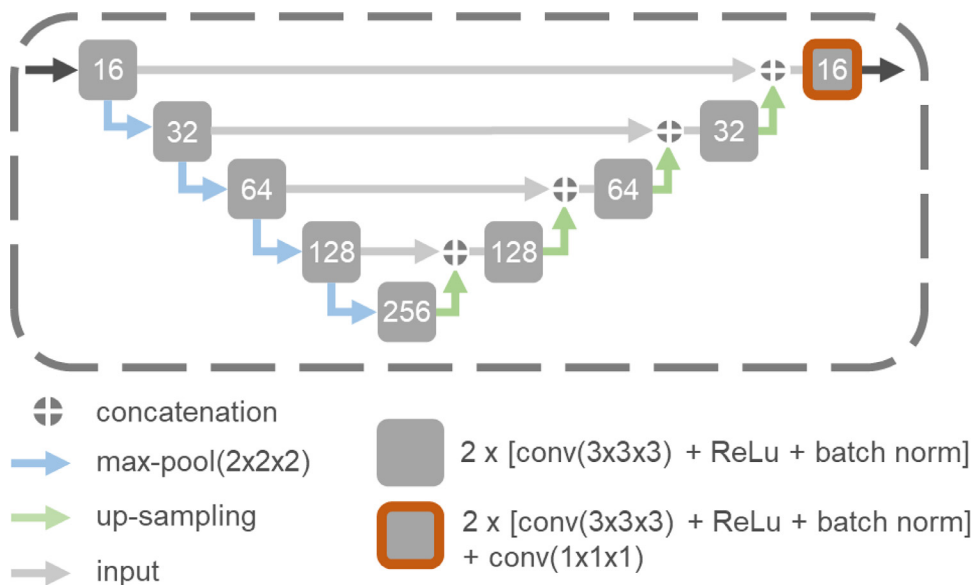 16
16
32
32
64
64
128
128
256
concatenation
max-pool(2x2x2)
up-sampling
input
2 x [conv(3x3x3) + ReLu + batch norm]
2 x [conv(3x3x3) + ReLu + batch norm]
+ conv(1x1x1)